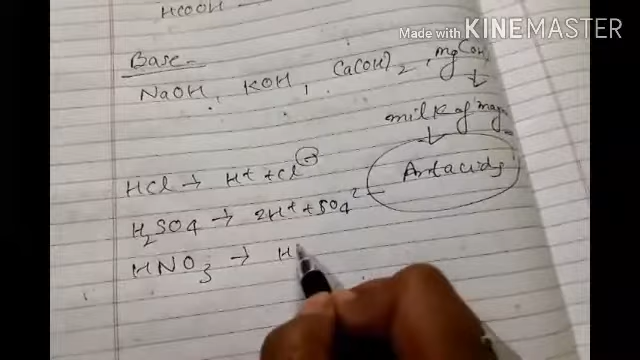 Made with KINEMASTER
HCOOH
Base -
NaOH, KOH, Ca(OH)2, Mg(OH)
milk of mag
Antacids
HCl → H+ + Cl-
H2SO4 → 2H+ + SO4 2-
HNO3 → H